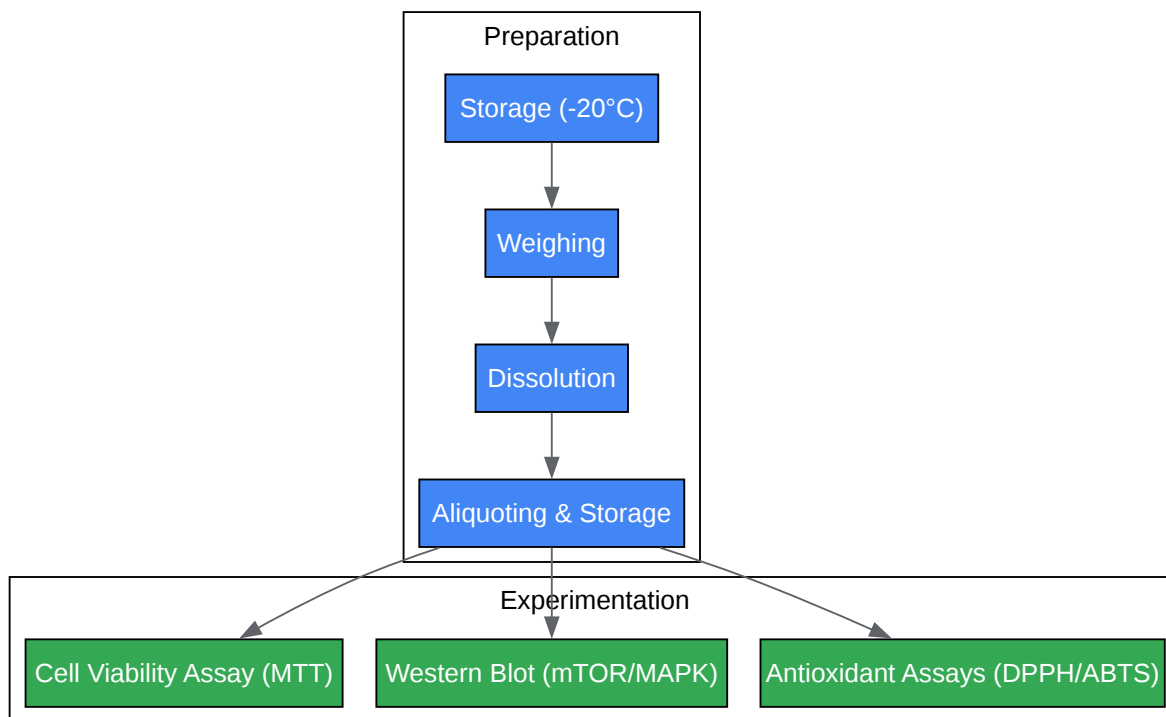 Preparation
Storage (-20°C)
Weighing
Dissolution
Aliquoting & Storage
Experimentation
Cell Viability Assay (MTT)
Western Blot (mTOR/MAPK)
Antioxidant Assays (DPPH/ABTS)